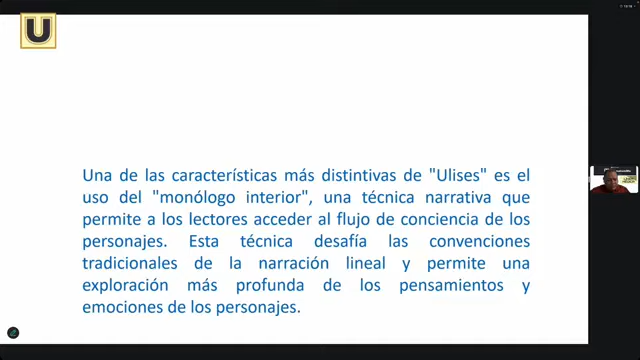 U
Una de las características más distintivas de "Ulises" es el
uso del "monólogo interior", una técnica narrativa que
permite a los lectores acceder al flujo de conciencia de los
personajes. Esta técnica desafía las convenciones
tradicionales de la narración lineal y permite una
exploración más profunda de los pensamientos y
emociones de los personajes.